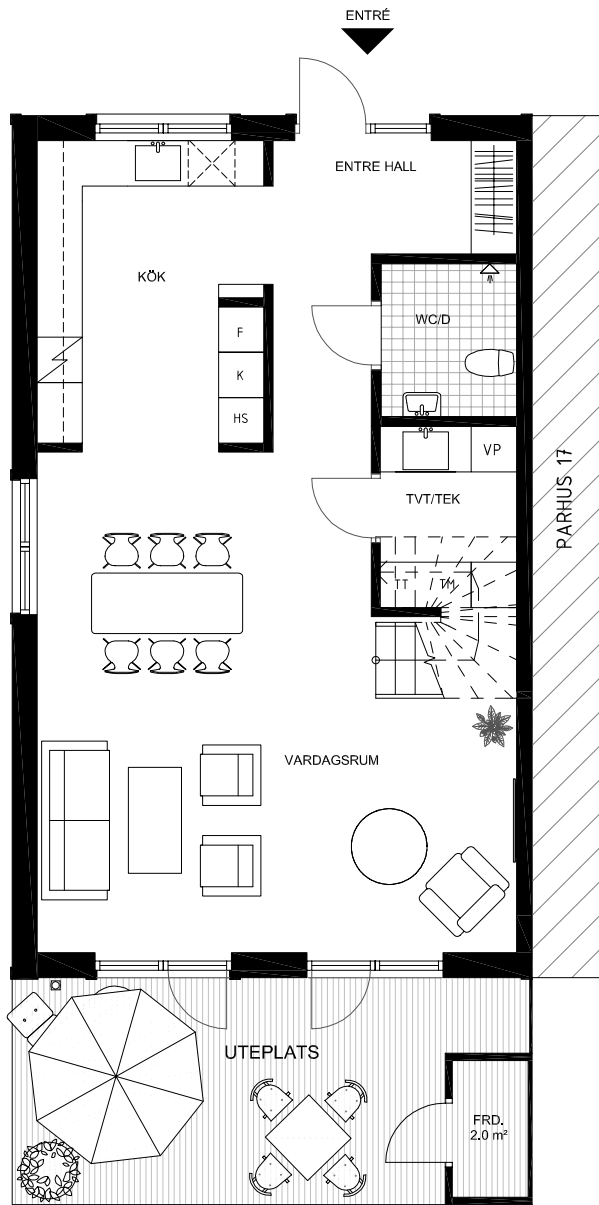 ENTRÉ
ENTRE HALL
KÖK
WC/D
F
K
HS
VP
TVT/TEK
PARHUS 17
TT
TM
VARDAGSRUM
UTEPLATS
FRD.
2.0 m²